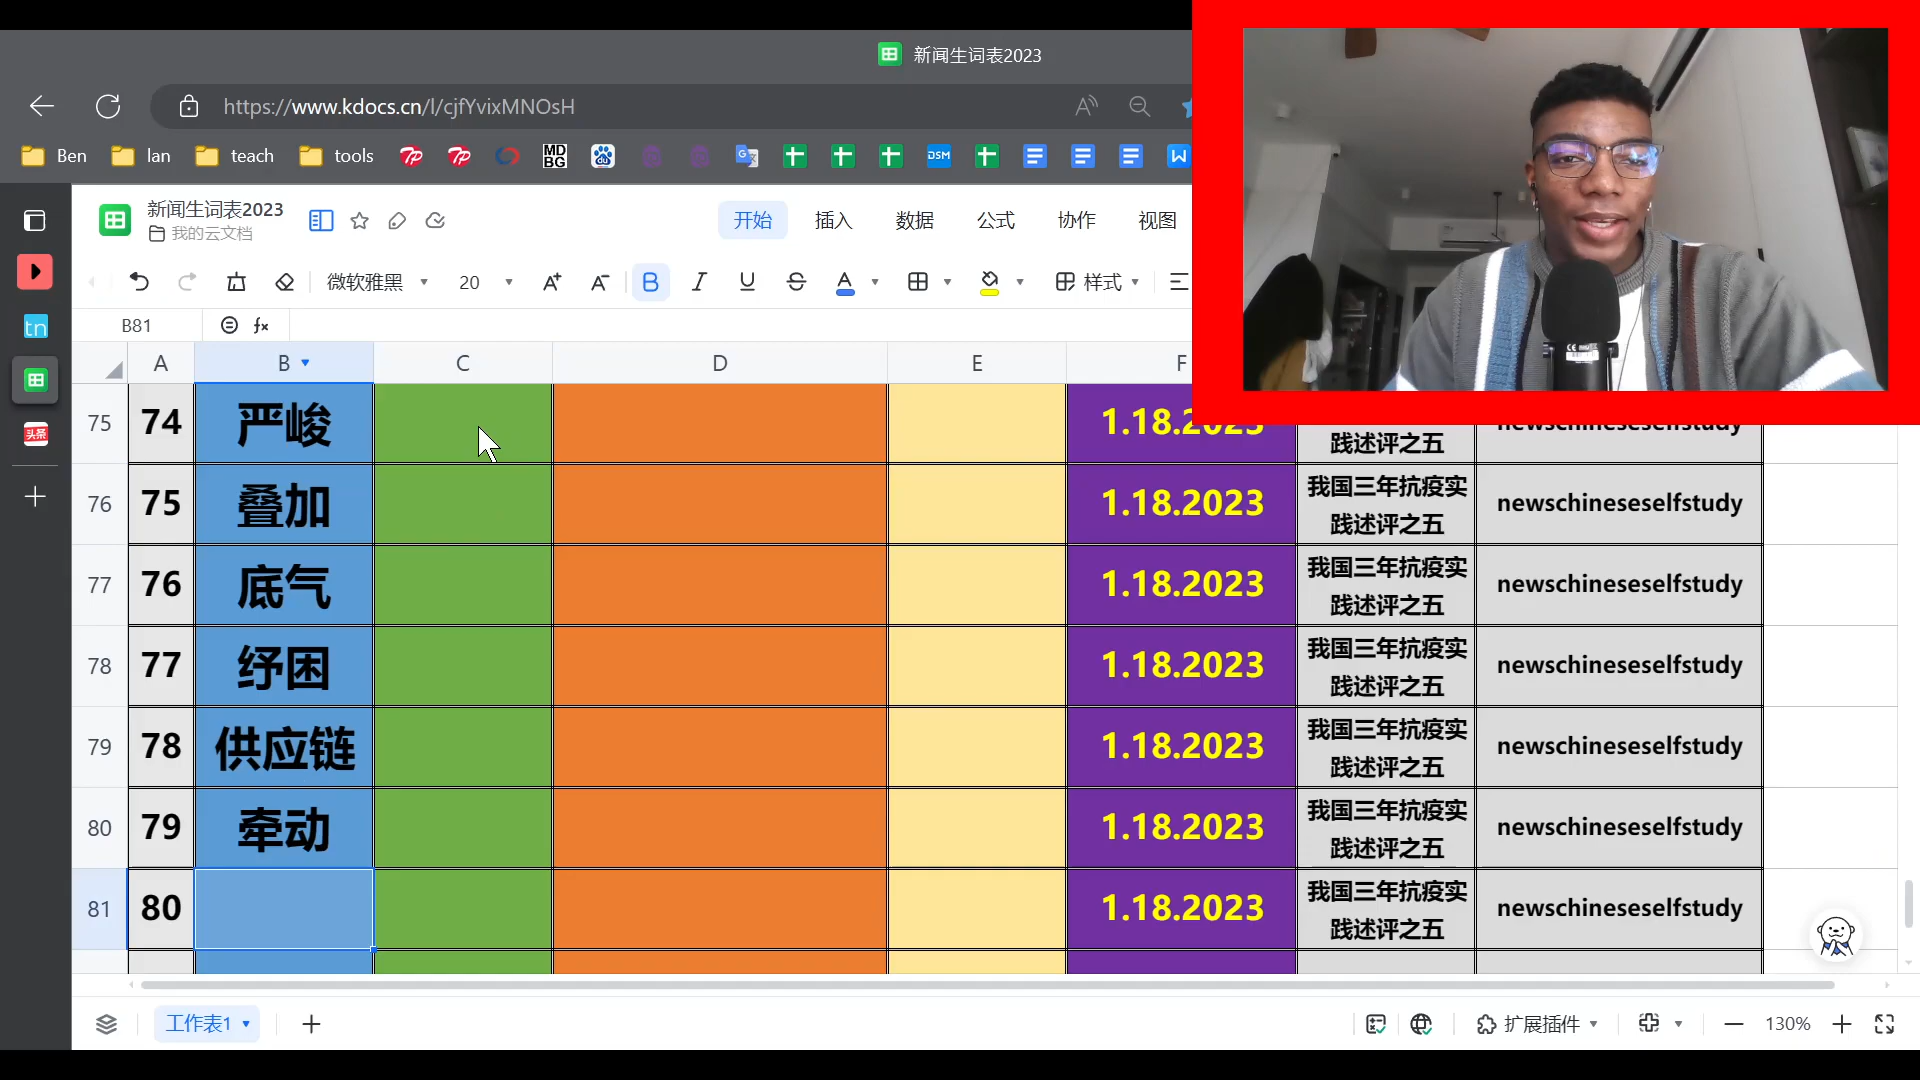 新闻生词表2023
https://www.kdocs.cn/l/cjfYvixMNOsH
Ben
lan
teach
tools
MD
BG
DSM
新闻生词表2023
我的云文档
开始
插入
数据
公式
协作
视图
微软雅黑
20
样式
B81
fx
A
B
C
D
E
F
tn
头条
75 74 严峻 1.18.2023
践述评之五
newschineseselfstudy
76 75 叠加 1.18.2023 我国三年抗疫实 newschineseselfstudy
践述评之五
77 76 底气 1.18.2023 我国三年抗疫实 newschineseselfstudy
践述评之五
78 77 纾困 1.18.2023 我国三年抗疫实 newschineseselfstudy
践述评之五
79 78 供应链 1.18.2023 我国三年抗疫实 newschineseselfstudy
践述评之五
80 79 牵动 1.18.2023 我国三年抗疫实 newschineseselfstudy
践述评之五
81 80 1.18.2023 我国三年抗疫实 newschineseselfstudy
践述评之五
工作表1
扩展插件
130%